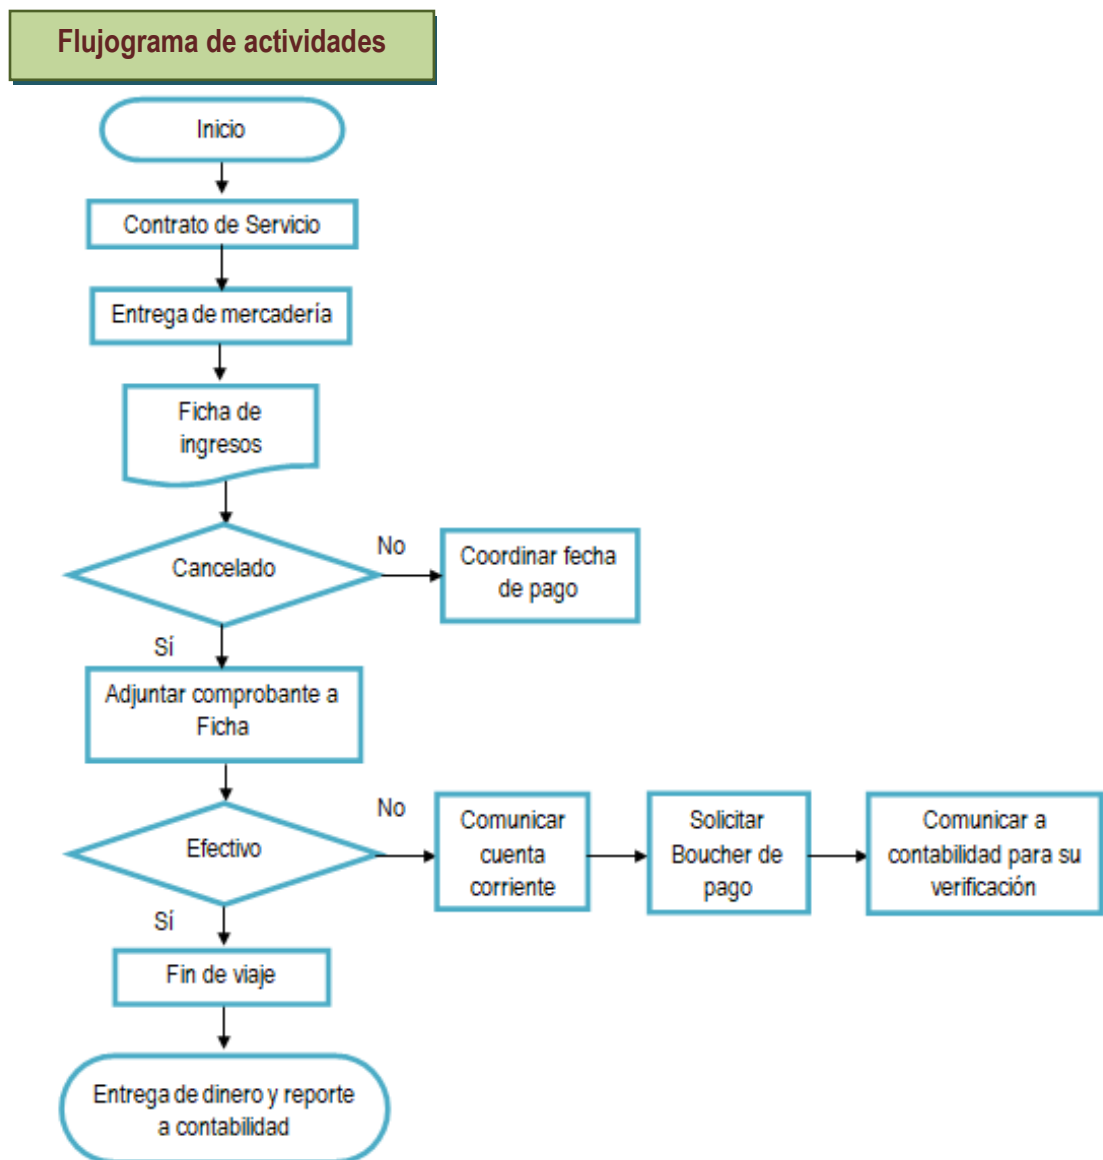 Flujograma de actividades
Inicio
Contrato de Servicio
Entrega de mercadería
Ficha de
ingresos
Cancelado
No
Coordinar fecha
de pago
Sí
Adjuntar comprobante a
Ficha
Efectivo
No
Comunicar
cuenta
corriente
Solicitar
Boucher de
pago
Comunicar a
contabilidad para su
verificación
Sí
Fin de viaje
Entrega de dinero y reporte
a contabilidad